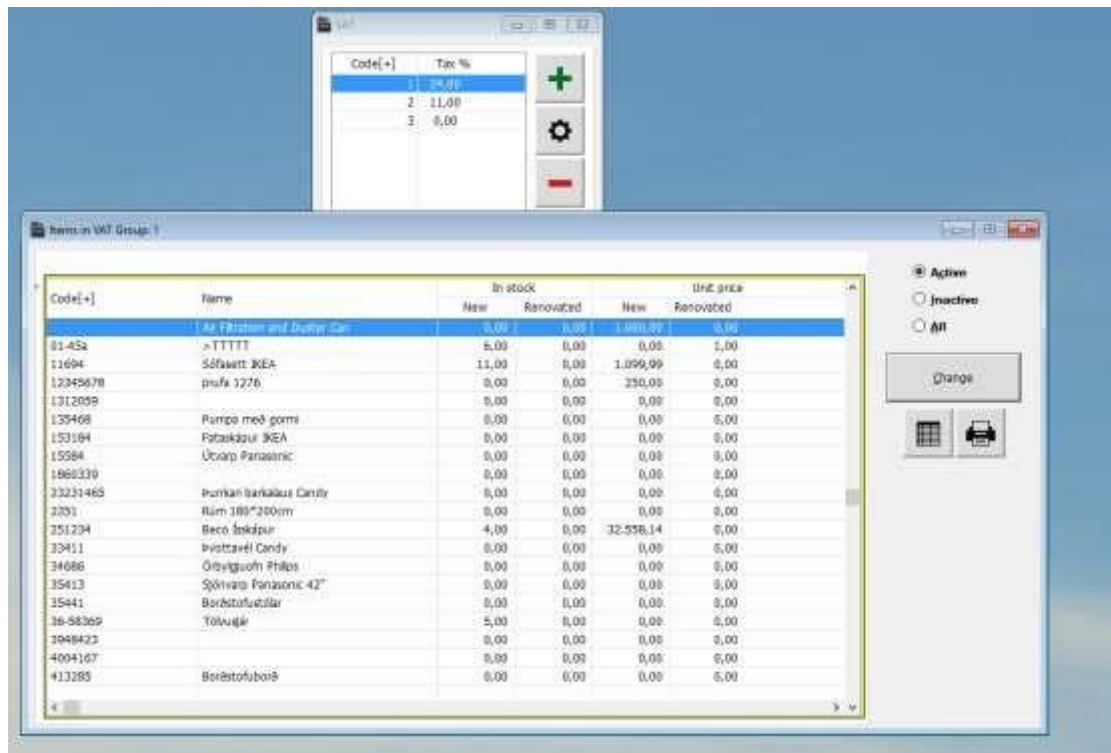 VAT
Code[+] Tax %
1 24,00
2 11,00
3 0,00
Items in VAT Group: 1
Active
Inactive
All
Change
Code[+] Name In stock Unit price
New Renovated New Renovated
Air Filtration and Duster Can 0,00 0,00 1.000,00 0,00
01-45a >TTTTT 6,00 0,00 0,00 1,00
11694 Sófasett IKEA 11,00 0,00 1.099,99 0,00
12345678 prufa 1276 0,00 0,00 250,00 0,00
1312059 0,00 0,00 0,00 0,00
135468 Pumpa með gormi 0,00 0,00 0,00 0,00
153184 Fataskápur IKEA 0,00 0,00 0,00 0,00
15584 Útvarp Panasonic 0,00 0,00 0,00 0,00
1860339 0,00 0,00 0,00 0,00
23231465 Þurrkari barkalaus Candy 0,00 0,00 0,00 0,00
2351 Rúm 180*200cm 0,00 0,00 0,00 0,00
251234 Beco Ísskápur 4,00 0,00 32.558,14 0,00
33411 Þvottavél Candy 0,00 0,00 0,00 0,00
34686 Örbylgjuofn Philips 0,00 0,00 0,00 0,00
35413 Sjónvarp Panasonic 42" 0,00 0,00 0,00 0,00
35441 Borðstofustólar 0,00 0,00 0,00 0,00
36-58369 5,00 0,00 0,00 0,00
3948423 0,00 0,00 0,00 0,00
4004167 0,00 0,00 0,00 0,00
413285 Borðstofuborð 0,00 0,00 0,00 0,00